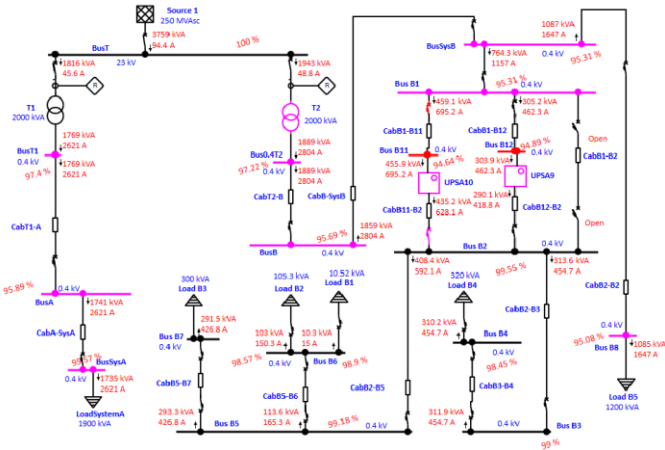 Source 1
250 MVAsc
3759 kVA
94.4 A
100 %
BusT
23 kV
1816 kVA
45.6 A
R
T1
2000 kVA
1769 kVA
2621 A
BusT1
0.4 kV
97.4 %
1769 kVA
2621 A
CabT1-A
95.89 %
0.4 kV
BusA
1741 kVA
2621 A
CabA-SysA
95.57 %
BusSysA
0.4 kV
1735 kVA
2621 A
LoadSystemA
1900 kVA
1943 kVA
48.8 A
R
T2
2000 kVA
1889 kVA
2804 A
Bus0.4T2
97.22 %
0.4 kV
1889 kVA
2804 A
CabT2-B
CabB-SysB
95.69 %
1859 kVA
2804 A
BusB
0.4 kV
1087 kVA
1647 A
BusSysB
0.4 kV
95.31 %
764.3 kVA
1157 A
95.31 %
Bus B1
0.4 kV
459.1 kVA
695.2 A
305.2 kVA
462.3 A
CabB1-B11
CabB1-B12
Open
CabB1-B2
Open
Bus B11
0.4 kV
94.64 %
455.9 kVA
695.2 A
UPSA10
435.2 kVA
628.1 A
CabB11-B2
Bus B12
0.4 kV
94.89 %
303.9 kVA
462.3 A
UPSA9
290.1 kVA
418.8 A
CabB12-B2
Bus B2
0.4 kV
99.55 %
408.4 kVA
592.1 A
313.6 kVA
454.7 A
CabB2-B3
CabB2-B2
95.08 %
Bus B8
0.4 kV
1085 kVA
1647 A
Load B5
1200 kVA
300 kVA
Load B3
291.5 kVA
426.8 A
Bus B7
0.4 kV
CabB5-B7
293.3 kVA
426.8 A
105.3 kVA
Load B2
10.52 kVA
Load B1
103 kVA
150.3 A
10.3 kVA
15 A
98.57 %
Bus B6
0.4 kV
98.9 %
CabB5-B6
CabB2-B5
113.6 kVA
165.3 A
99.18 %
Bus B5
0.4 kV
0.4 kV
320 kVA
Load B4
310.2 kVA
454.7 A
Bus B4
0.4 kV
98.45 %
CabB3-B4
311.9 kVA
454.7 A
0.4 kV
Bus B3
99 %